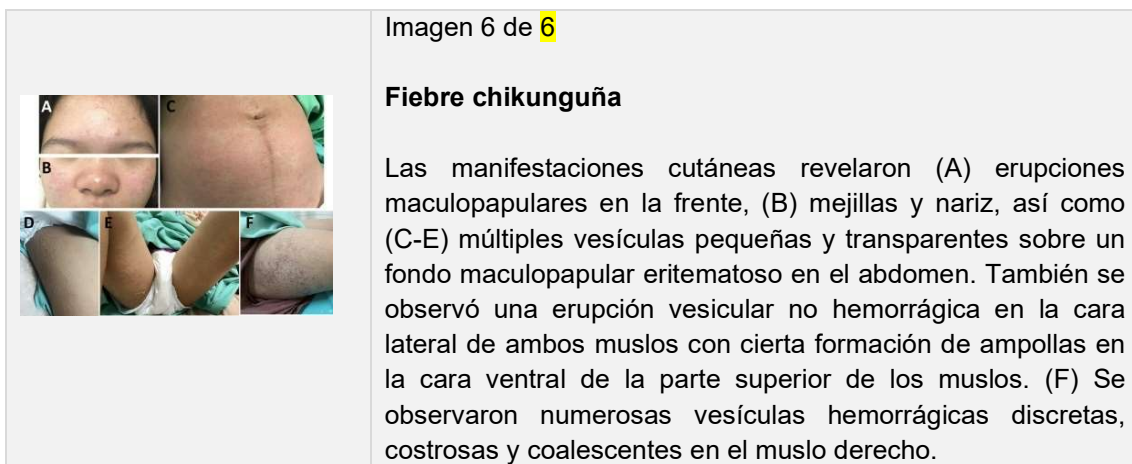 Imagen 6 de 6
Fiebre chikunguña
A
C
B
D
E
F
Las manifestaciones cutáneas revelaron (A) erupciones
maculopapulares en la frente, (B) mejillas y nariz, así como
(C-E) múltiples vesículas pequeñas y transparentes sobre un
fondo maculopapular eritematoso en el abdomen. También se
observó una erupción vesicular no hemorrágica en la cara
lateral de ambos muslos con cierta formación de ampollas en
la cara ventral de la parte superior de los muslos. (F) Se
observaron numerosas vesículas hemorrágicas discretas,
costrosas y coalescentes en el muslo derecho.